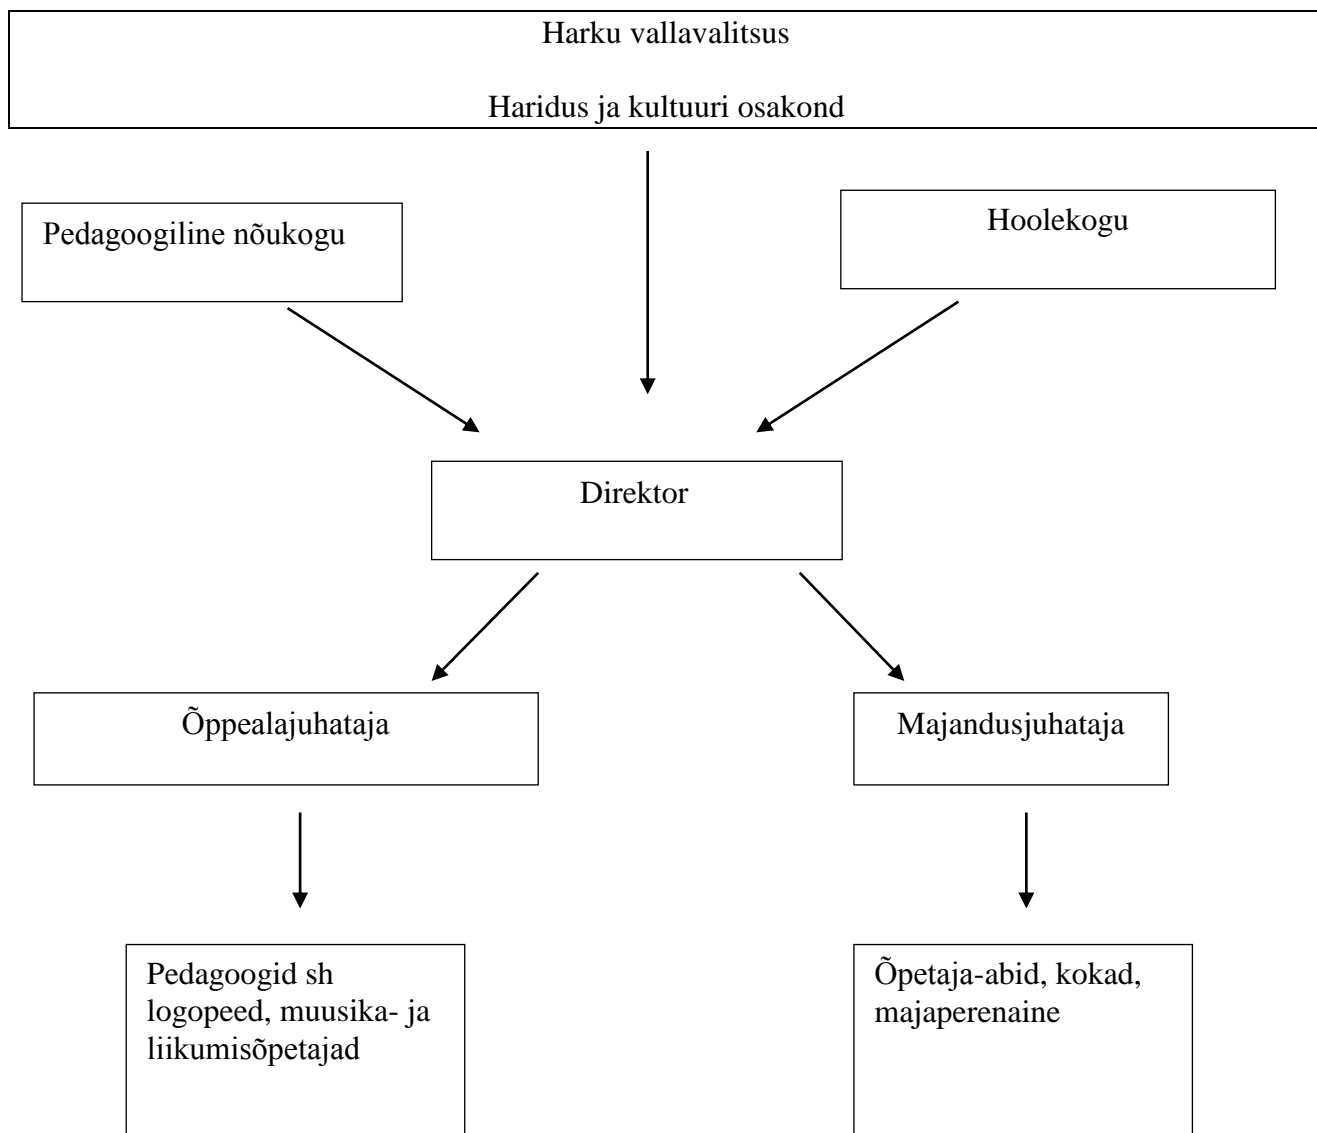 Harku vallavalitsus
Haridus ja kultuuri osakond
Pedagoogiline nõukogu
Hoolekogu
Direktor
Õppealajuhataja
Majandusjuhataja
Pedagoogid sh
logopeed, muusika- ja
liikumisõpetajad
Õpetaja-abid, kokad,
majaperenaine